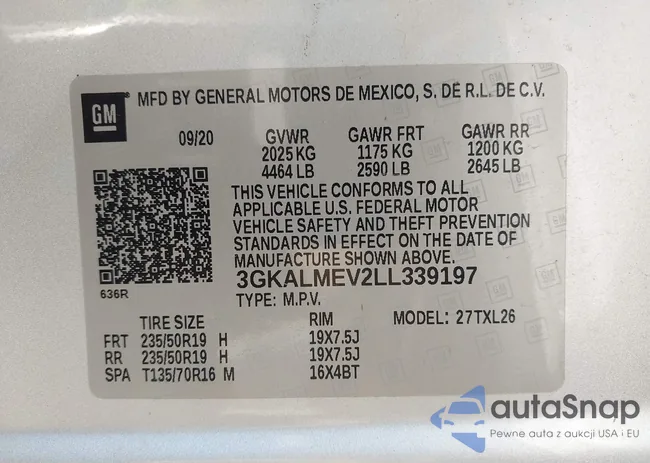 GM
MFD BY GENERAL MOTORS DE MEXICO, S. DE R.L. DE C.V.
09/20 GVWR GAWR FRT GAWR RR
2025 KG 1175 KG 1200 KG
4464 LB 2590 LB 2645 LB
THIS VEHICLE CONFORMS TO ALL
APPLICABLE U.S. FEDERAL MOTOR
VEHICLE SAFETY AND THEFT PREVENTION
STANDARDS IN EFFECT ON THE DATE OF
MANUFACTURE SHOWN ABOVE.
3GKALMEV2LL339197
636R
TYPE: M.P.V.
TIRE SIZE RIM MODEL: 27TXL26
FRT 235/50R19 H 19X7.5J
RR 235/50R19 H 19X7.5J
SPA T135/70R16 M 16X4BT
autaSnap
Pewne auta z aukcji USA i EU